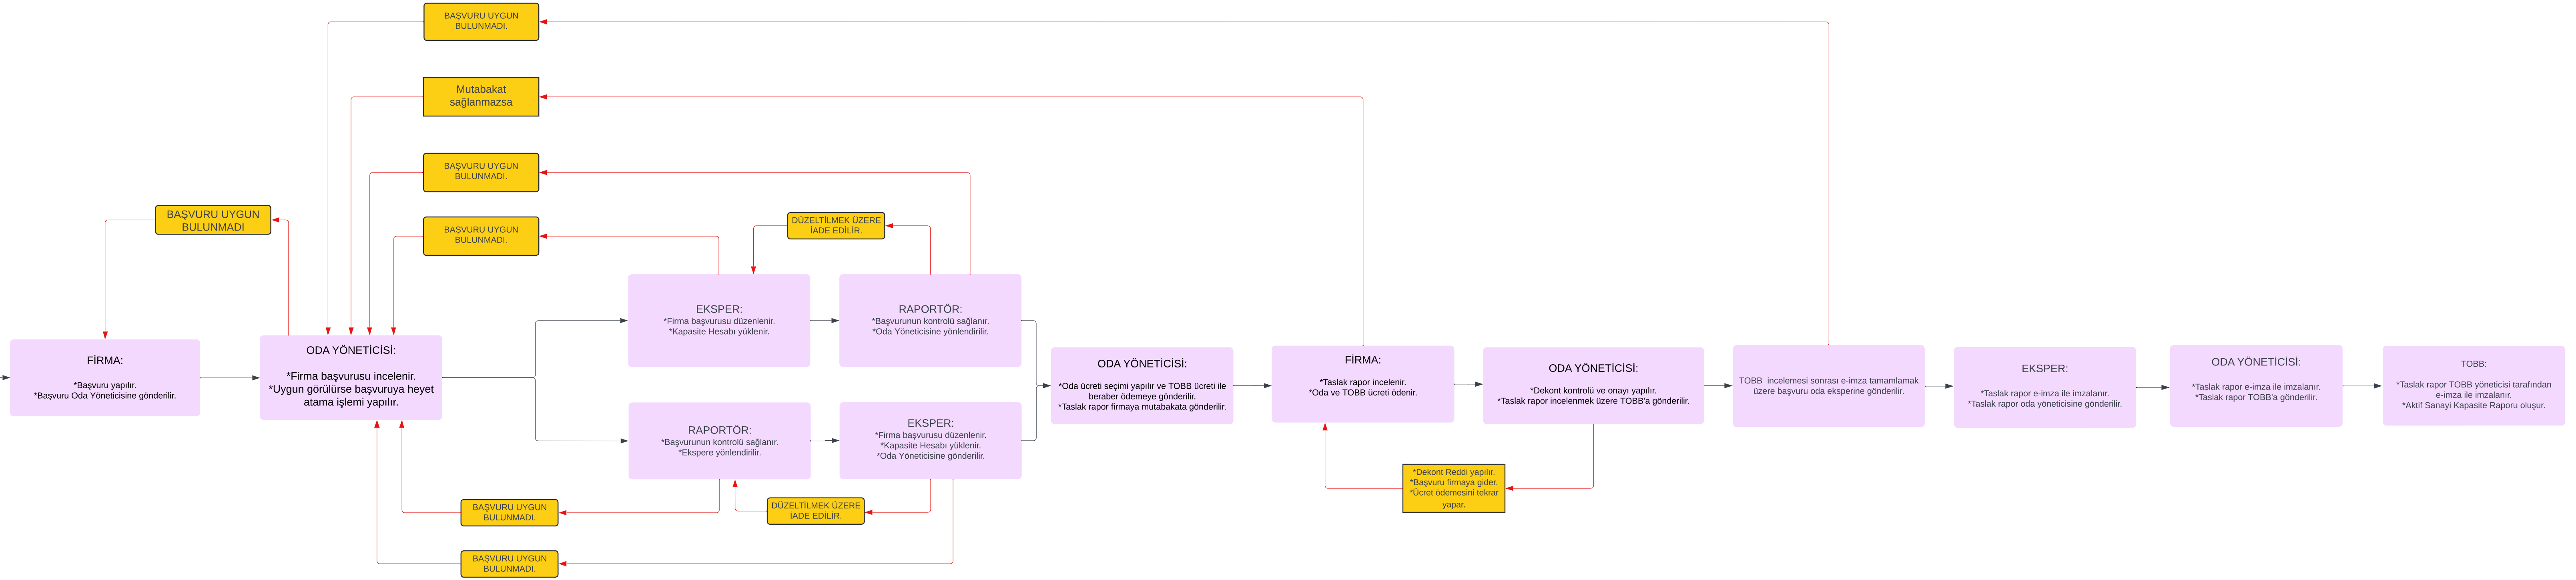 BAŞVURU UYGUN
BULUNMADI.
Mutabakat
sağlanmazsa
BAŞVURU UYGUN
BULUNMADI.
BAŞVURU UYGUN
BULUNMADI
BAŞVURU UYGUN
BULUNMADI.
DÜZELTİLMEK ÜZERE
İADE EDİLİR.
FİRMA:
*Başvuru yapılır.
*Başvuru Oda Yöneticisine gönderilir.
ODA YÖNETİCİSİ:
*Firma başvurusu incelenir.
*Uygun görülürse başvuruya heyet
atama işlemi yapılır.
EKSPER:
*Firma başvurusu düzenlenir.
*Kapasite Hesabı yüklenir.
RAPORTÖR:
*Başvurunun kontrolü sağlanır.
*Oda Yöneticisine yönlendirilir.
RAPORTÖR:
*Başvurunun kontrolü sağlanır.
*Ekspere yönlendirilir.
EKSPER:
*Firma başvurusu düzenlenir.
*Kapasite Hesabı yüklenir.
*Oda Yöneticisine gönderilir.
ODA YÖNETİCİSİ:
*Oda ücreti seçimi yapılır ve TOBB ücreti ile
beraber ödemeye gönderilir.
*Taslak rapor firmaya mutabakata gönderilir.
FİRMA:
*Taslak rapor incelenir.
*Oda ve TOBB ücreti ödenir.
ODA YÖNETİCİSİ:
*Dekont kontrolü ve onayı yapılır.
*Taslak rapor incelenmek üzere TOBB'a gönderilir.
TOBB  incelemesi sonrası e-imza tamamlamak
üzere başvuru oda eksperine gönderilir.
EKSPER:
*Taslak rapor e-imza ile imzalanır.
*Taslak rapor oda yöneticisine gönderilir.
ODA YÖNETİCİSİ:
*Taslak rapor e-imza ile imzalanır.
*Taslak rapor TOBB'a gönderilir.
TOBB:
*Taslak rapor TOBB yöneticisi tarafından
e-imza ile imzalanır.
*Aktif Sanayi Kapasite Raporu oluşur.
*Dekont Reddi yapılır.
*Başvuru firmaya gider.
*Ücret ödemesini tekrar
yapar.
BAŞVURU UYGUN
BULUNMADI.
DÜZELTİLMEK ÜZERE
İADE EDİLİR.
BAŞVURU UYGUN
BULUNMADI.